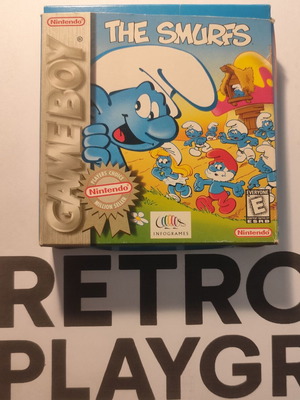 Nintendo
GAME BOY
THE SMURFS
PLAYERS CHOICE
Nintendo
MILLION SELLER
INFOGRAMES
EVERYONE
E
ESRB
Nintendo
RETRO
PLAYGR